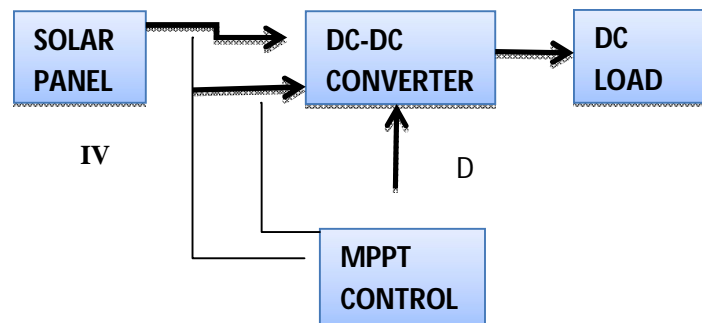 SOLAR
PANEL
DC-DC
CONVERTER
DC
LOAD
IV
D
MPPT
CONTROL